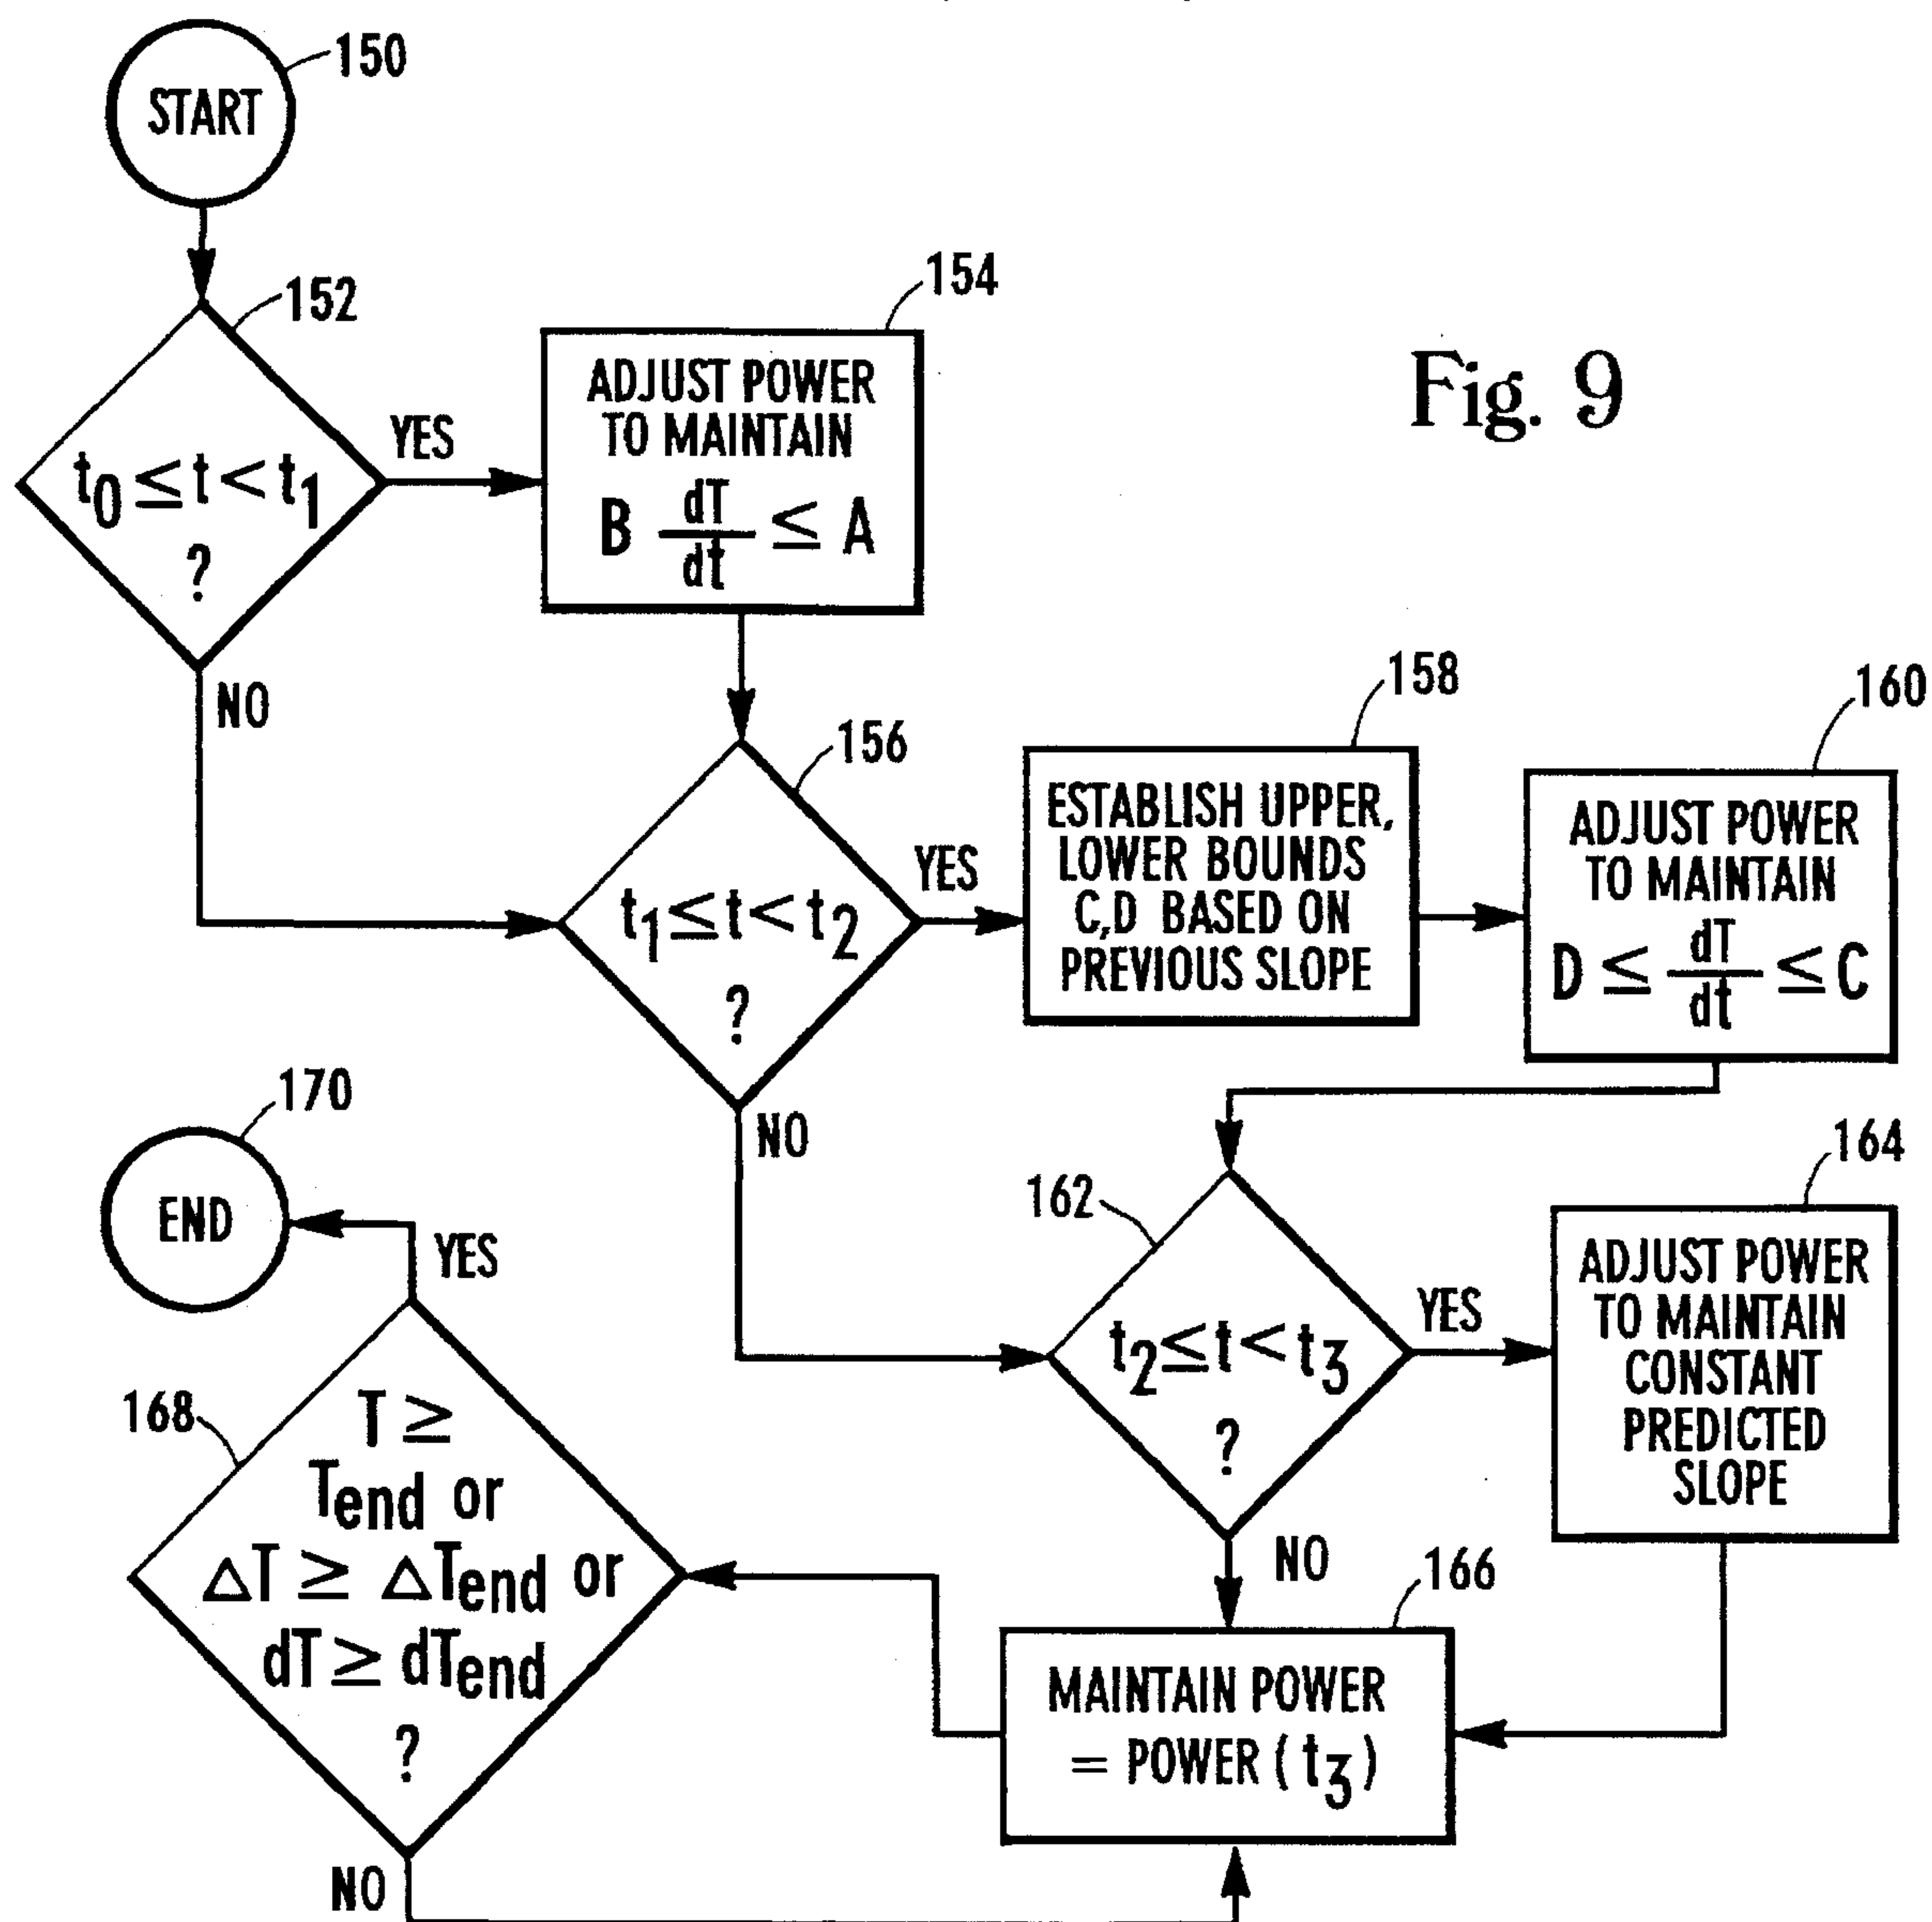 150
START
152
154
t0 ≤ t < t1
?
YES
NO
ADJUST POWER
TO MAINTAIN
B dT/dt ≤ A
Fig. 9
156
t1 ≤ t < t2
?
YES
NO
158
ESTABLISH UPPER,
LOWER BOUNDS
C,D BASED ON
PREVIOUS SLOPE
160
ADJUST POWER
TO MAINTAIN
D ≤ dT/dt ≤ C
162
t2 ≤ t < t3
?
YES
NO
164
ADJUST POWER
TO MAINTAIN
CONSTANT
PREDICTED
SLOPE
166
MAINTAIN POWER
= POWER (t3)
168
T ≥
Tend or
ΔT ≥ ΔTend or
dT ≥ dTend
?
YES
NO
170
END